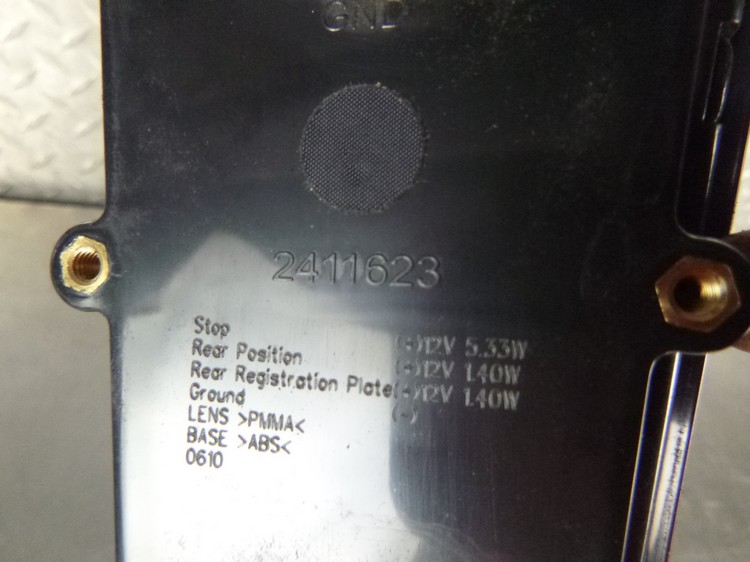 GND
2411623
Stop (+)12V 5.33W
Rear Position (+)12V 1.40W
Rear Registration Plate(+)12V 1.40W
Ground (-)
LENS >PMMA<
BASE >ABS<
0610